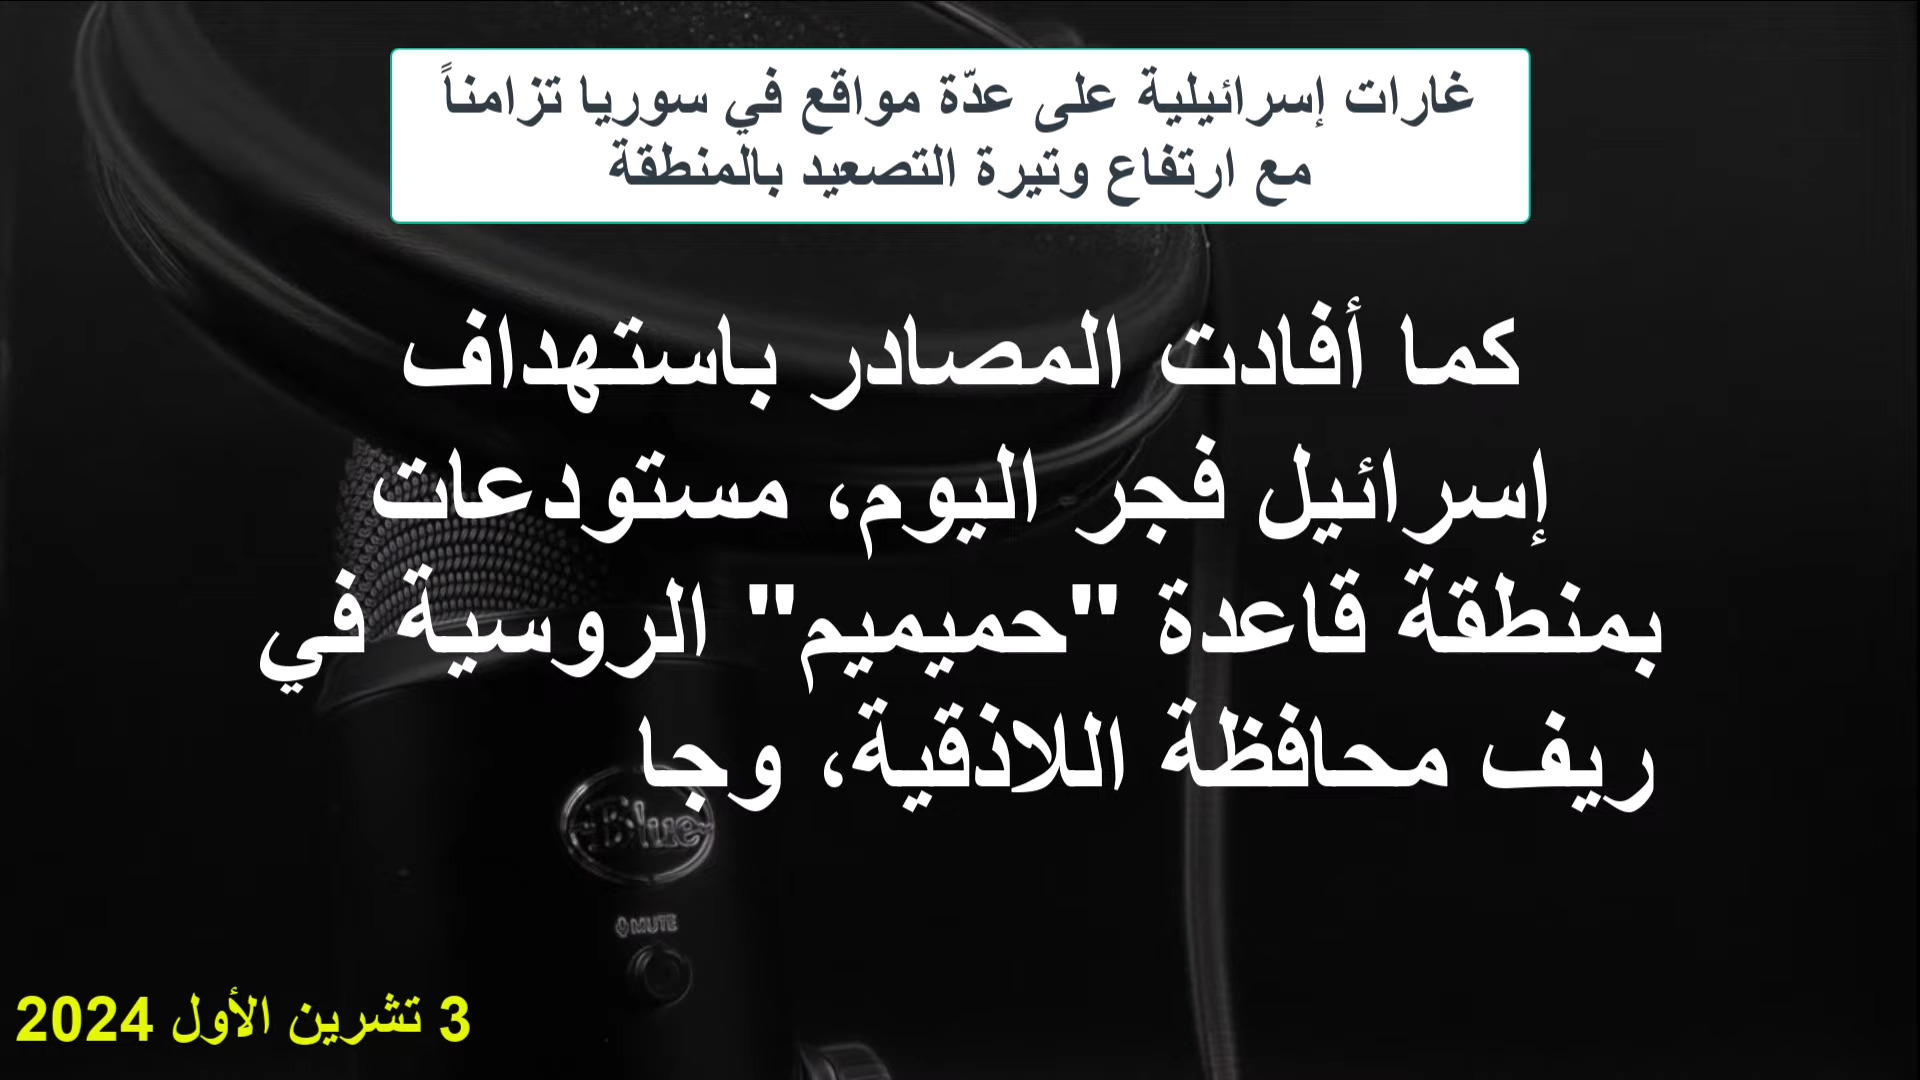 غارات إسرائيلية على عدّة مواقع في سوريا تزامناً
مع ارتفاع وتيرة التصعيد بالمنطقة
كما أفادت المصادر باستهداف
إسرائيل فجر اليوم، مستودعات
بمنطقة قاعدة "حميميم" الروسية في
ريف محافظة اللاذقية، وجا
Blue
MUTE
3 تشرين الأول 2024